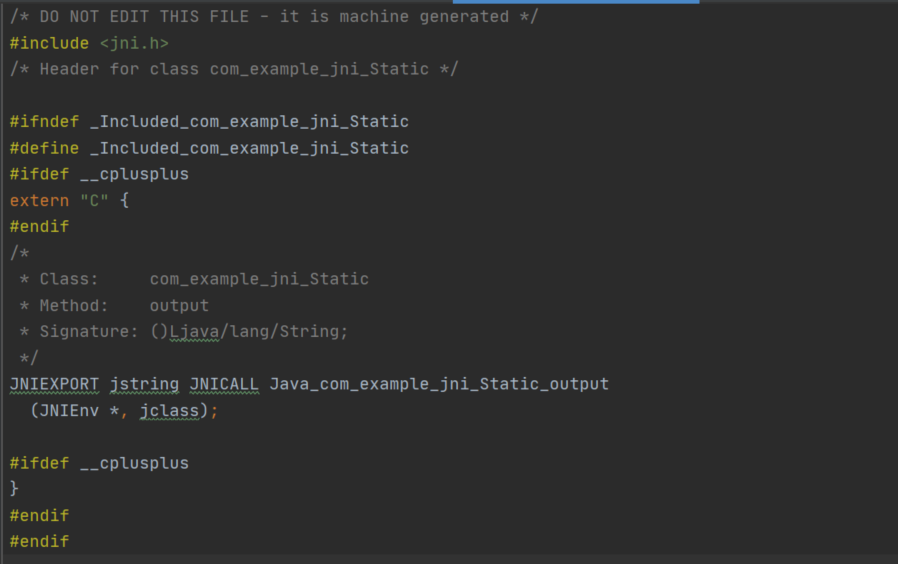 /* DO NOT EDIT THIS FILE - it is machine generated */
#include <jni.h>
/* Header for class com_example_jni_Static */
#ifndef _Included_com_example_jni_Static
#define _Included_com_example_jni_Static
#ifdef __cplusplus
extern "C" {
#endif
/*
 * Class:     com_example_jni_Static
 * Method:    output
 * Signature: ()Ljava/lang/String;
 */
JNIEXPORT jstring JNICALL Java_com_example_jni_Static_output
  (JNIEnv *, jclass);
#ifdef __cplusplus
}
#endif
#endif